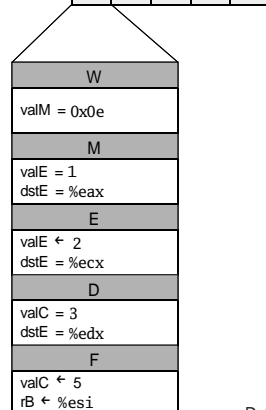 W
valM = 0x0e
M
valE = 1
dstE = %eax
E
valE ← 2
dstE = %ecx
D
valC = 3
dstE = %edx
F
valC ← 5
rB ← %esi